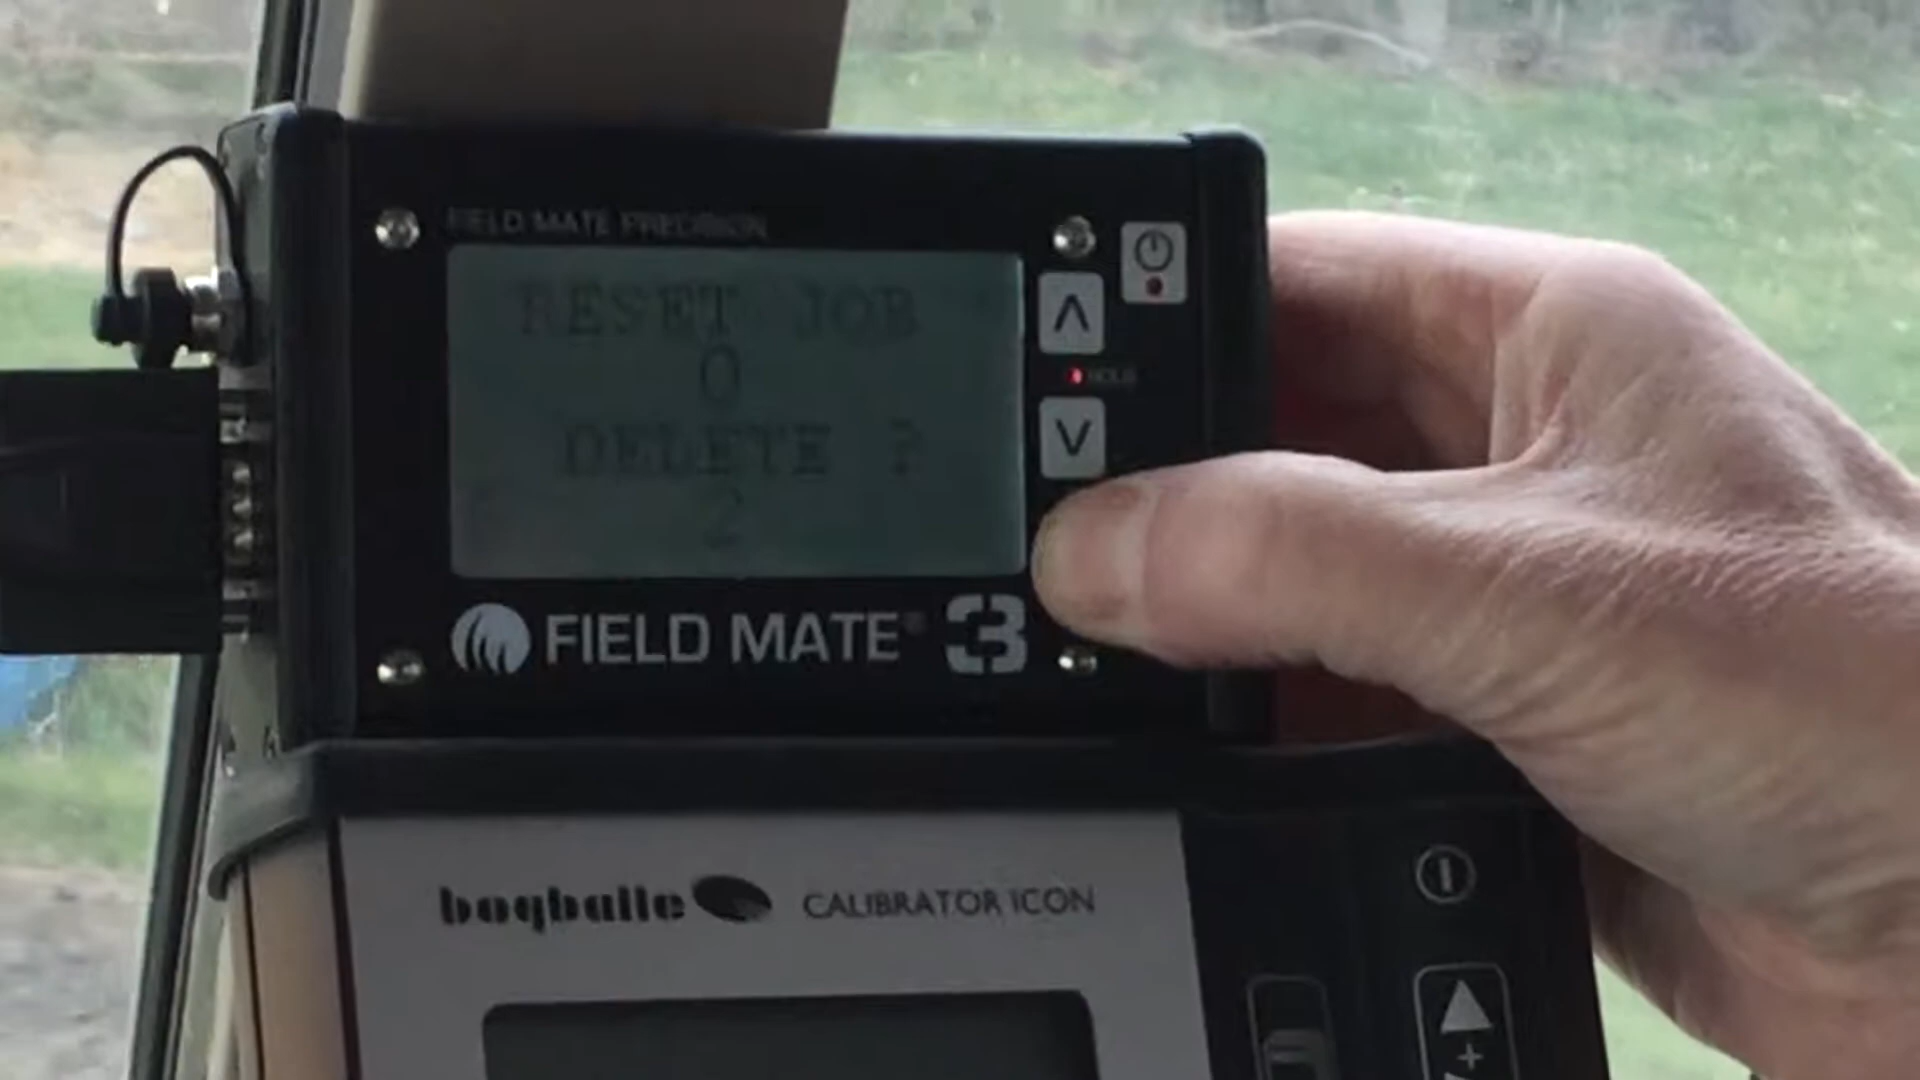 FIELD MATE PRECISION
RESET JOB
0
HOLD
DELETE ?
2
FIELD MATE® 3
bogballe CALIBRATOR ICON
+